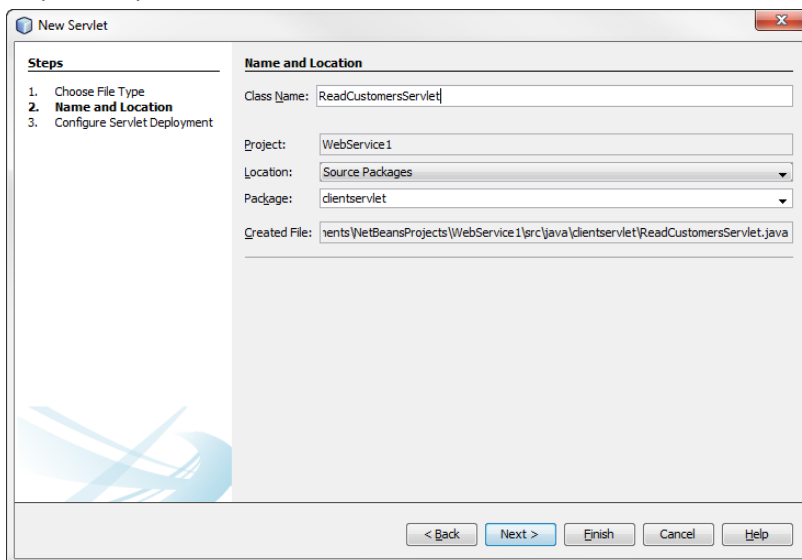 New Servlet
Steps
1. Choose File Type
2. Name and Location
3. Configure Servlet Deployment
Name and Location
Class Name: ReadCustomersServlet
Project: WebService1
Location: Source Packages
Package: clientservlet
Created File: nents\NetBeansProjects\WebService1\src\java\clientservlet\ReadCustomersServlet.java
< Back Next > Finish Cancel Help